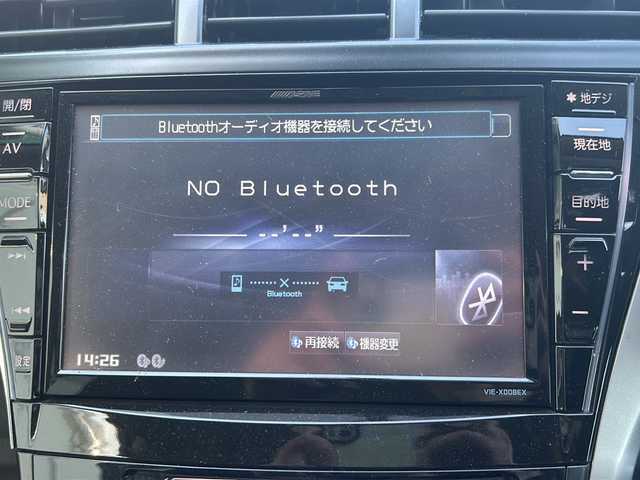 ALPINE
開/閉
AV
MODE
設定
Bluetoothオーディオ機器を接続してください
NO Bluetooth
--'--"
Bluetooth
再接続
機器変更
14:26
地デジ
現在地
目的地
+
-
VIE-X008EX